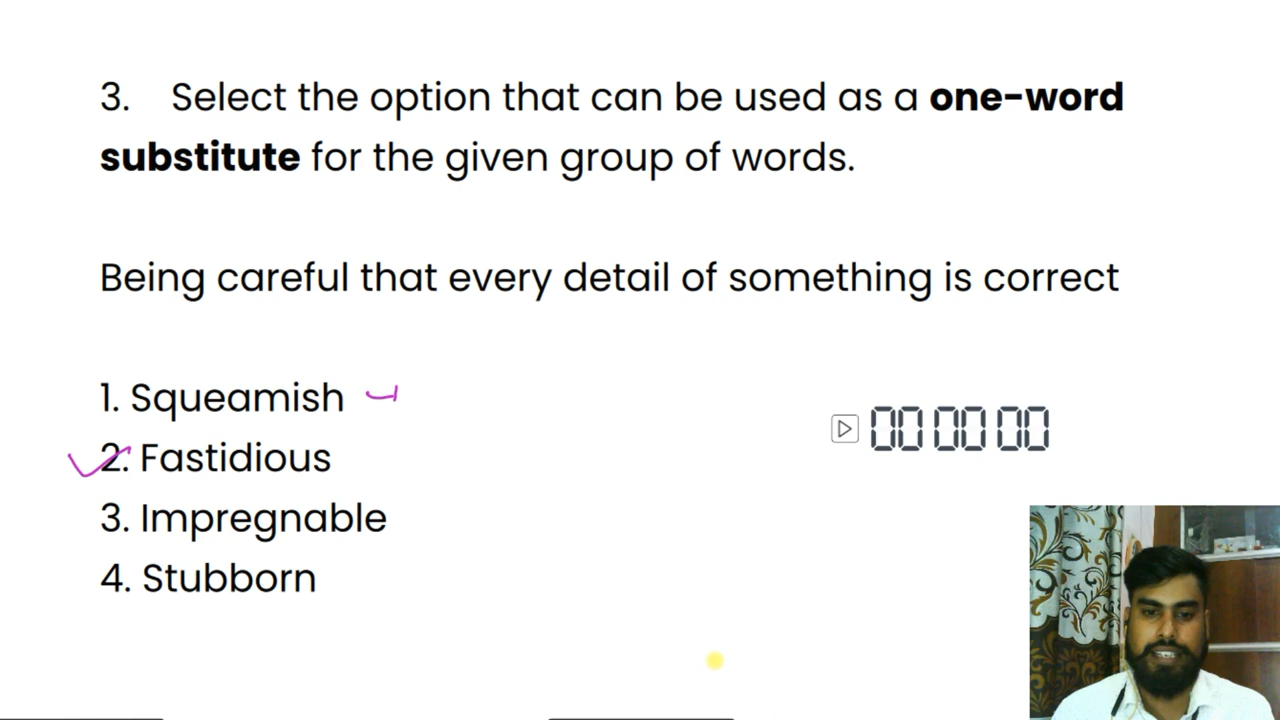 3. Select the option that can be used as a one-word
substitute for the given group of words.
Being careful that every detail of something is correct
1. Squeamish
2. Fastidious
3. Impregnable
4. Stubborn
00 00 00